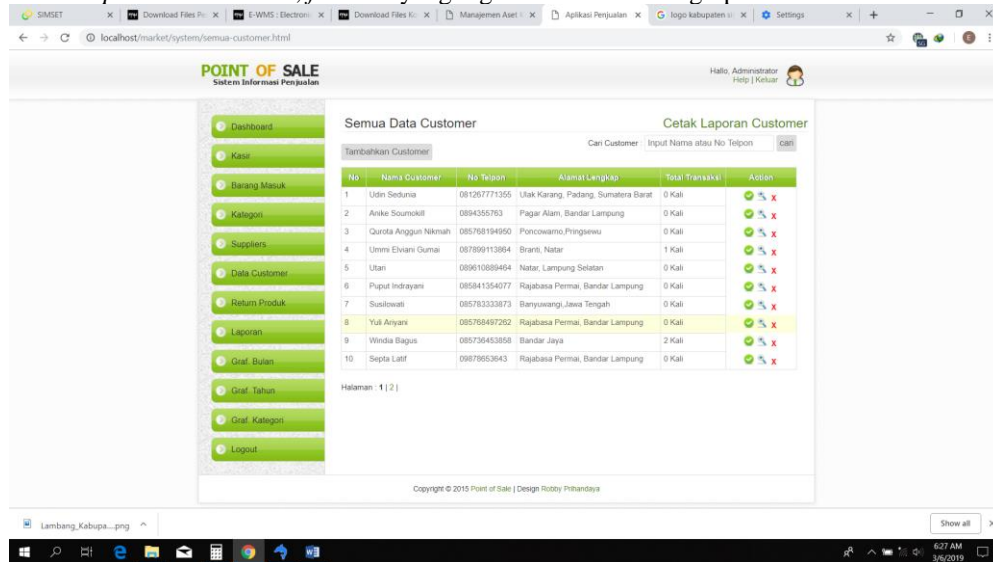 SIMSET
Download Files Pe
E-WMS : Electroni
Download Files Ko
Manajemen Aset
Aplikasi Penjualan
logo kabupaten
Settings
localhost/market/system/semua-customer.html
POINT OF SALE
Sistem Informasi Penjualan
Hallo, Administrator
Help | Keluar
Dashboard
Kasir
Barang Masuk
Kategori
Suppliers
Data Customer
Return Produk
Laporan
Graf. Bulan
Graf. Tahun
Graf. Kategori
Logout
Semua Data Customer
Cetak Laporan Customer
Tambahkan Customer
Cari Customer : Input Nama atau No Telpon cari
No Nama Customer No Telpon Alamat Lengkap Total Transaksi Action
1 Udin Sedunia 081267771355 Ulak Karang, Padang, Sumatera Barat 0 Kali
2 Anike Soumokill 0894355763 Pagar Alam, Bandar Lampung 0 Kali
3 Qurota Anggun Nikmah 085768194950 Poncowarno,Pringsewu 0 Kali
4 Ummi Elviani Gumai 087899113864 Branti, Natar 1 Kali
5 Utari 089610889464 Natar, Lampung Selatan 0 Kali
6 Puput Indrayani 085841354077 Rajabasa Permai, Bandar Lampung 0 Kali
7 Susilowati 085783333873 Banyuwangi,Jawa Tengah 0 Kali
8 Yuli Ariyani 085768497262 Rajabasa Permai, Bandar Lampung 0 Kali
9 Windia Bagus 085736453858 Bandar Jaya 2 Kali
10 Septa Latif 09878653643 Rajabasa Permai, Bandar Lampung 0 Kali
Halaman : 1 | 2 |
Copyright © 2015 Point of Sale | Design Robby Prihandaya
Lambang_Kabupa....png
Show all
6:27 AM
3/6/2019